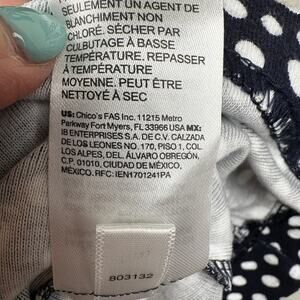 SEULEMENT UN AGENT DE
BLANCHIMENT NON
CHLORÉ. SÉCHER PAR
CULBUTAGE À BASSE
TEMPÉRATURE, REPASSER
À TEMPÉRATURE
MOYENNE. PEUT ÊTRE
NETTOYÉ À SEC
US: Chico's FAS Inc. 11215 Metro
Parkway Fort Myers, FL 33966 USA MX:
IB ENTERPRISES S.A. DE C.V. CALZADA
DE LOS LEONES NO. 170, PISO 1, COL
LOS ALPES, DEL. ÁLVARO OBREGÓN,
C.P. 01010, CIUDAD DE MÉXICO,
MÉXICO. RFC: IEN1701241PA
803132